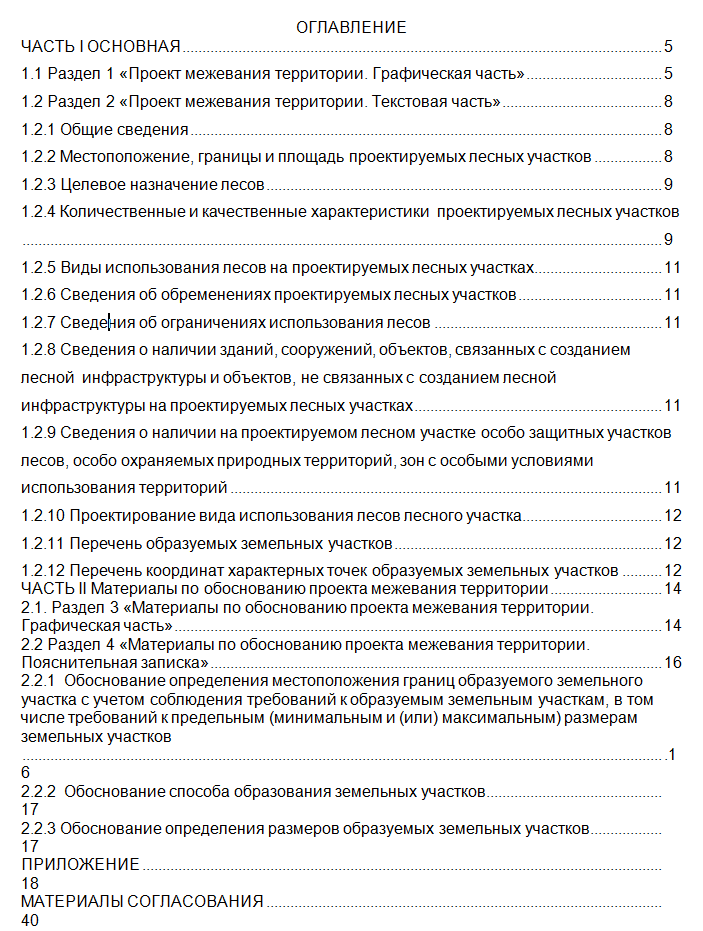 ОГЛАВЛЕНИЕ
ЧАСТЬ I ОСНОВНАЯ.....5
1.1 Раздел 1 «Проект межевания территории. Графическая часть».....5
1.2 Раздел 2 «Проект межевания территории. Текстовая часть».....8
1.2.1 Общие сведения.....8
1.2.2 Местоположение, границы и площадь проектируемых лесных участков.....8
1.2.3 Целевое назначение лесов.....9
1.2.4 Количественные и качественные характеристики проектируемых лесных участков
.....9
1.2.5 Виды использования лесов на проектируемых лесных участках.....11
1.2.6 Сведения об обременениях проектируемых лесных участков.....11
1.2.7 Сведения об ограничениях использования лесов.....11
1.2.8 Сведения о наличии зданий, сооружений, объектов, связанных с созданием
лесной инфраструктуры и объектов, не связанных с созданием лесной
инфраструктуры на проектируемых лесных участках.....11
1.2.9 Сведения о наличии на проектируемом лесном участке особо защитных участков
лесов, особо охраняемых природных территорий, зон с особыми условиями
использования территорий.....11
1.2.10 Проектирование вида использования лесов лесного участка.....12
1.2.11 Перечень образуемых земельных участков.....12
1.2.12 Перечень координат характерных точек образуемых земельных участков.....12
ЧАСТЬ II Материалы по обоснованию проекта межевания территории.....14
2.1. Раздел 3 «Материалы по обоснованию проекта межевания территории.
Графическая часть».....14
2.2 Раздел 4 «Материалы по обоснованию проекта межевания территории.
Пояснительная записка».....16
2.2.1 Обоснование определения местоположения границ образуемого земельного
участка с учетом соблюдения требований к образуемым земельным участкам, в том
числе требований к предельным (минимальным и (или) максимальным) размерам
земельных участков
.....1
6
2.2.2 Обоснование способа образования земельных участков.....
17
2.2.3 Обоснование определения размеров образуемых земельных участков.....
17
ПРИЛОЖЕНИЕ.....
18
МАТЕРИАЛЫ СОГЛАСОВАНИЯ.....
40